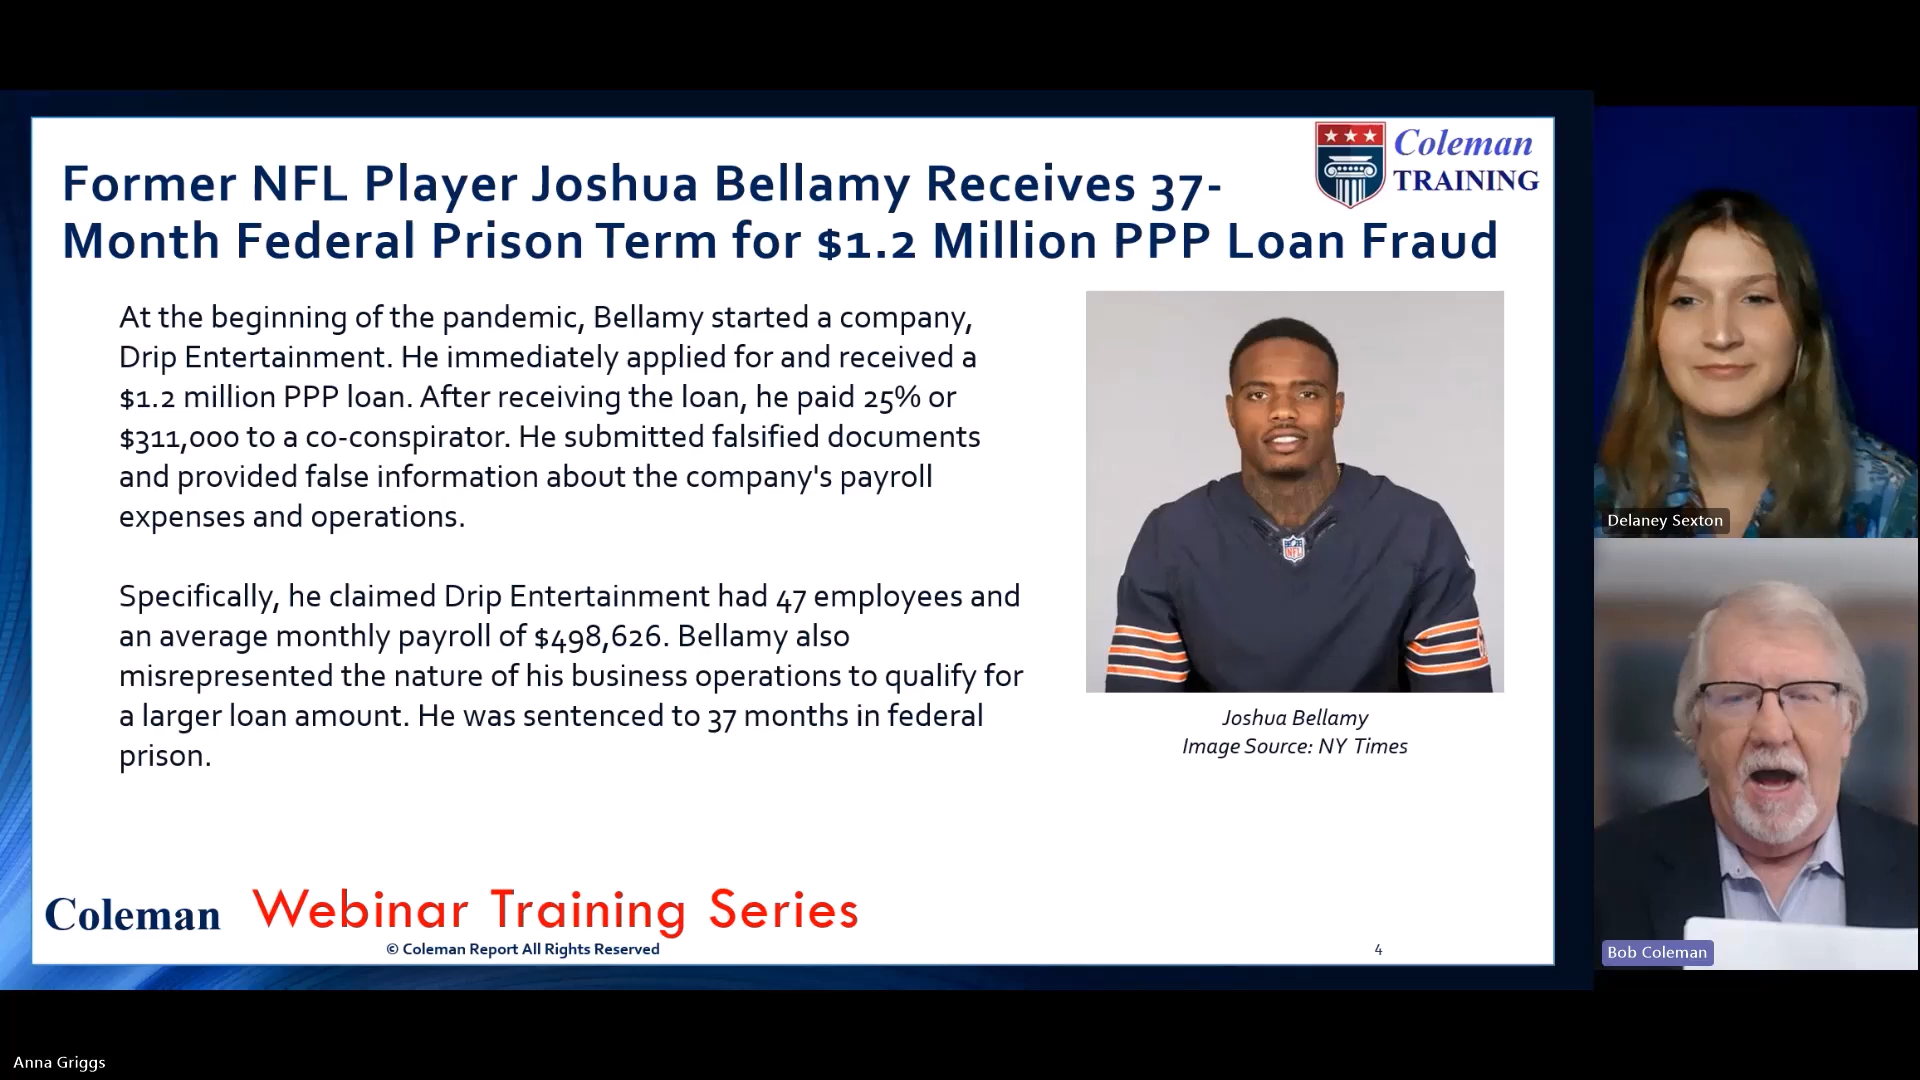 Former NFL Player Joshua Bellamy Receives 37-
Month Federal Prison Term for $1.2 Million PPP Loan Fraud
Coleman
TRAINING
At the beginning of the pandemic, Bellamy started a company,
Drip Entertainment. He immediately applied for and received a
$1.2 million PPP loan. After receiving the loan, he paid 25% or
$311,000 to a co-conspirator. He submitted falsified documents
and provided false information about the company's payroll
expenses and operations.
Specifically, he claimed Drip Entertainment had 47 employees and
an average monthly payroll of $498,626. Bellamy also
misrepresented the nature of his business operations to qualify for
a larger loan amount. He was sentenced to 37 months in federal
prison.
NFL
Joshua Bellamy
Image Source: NY Times
Coleman Webinar Training Series
© Coleman Report All Rights Reserved
4
Delaney Sexton
Bob Coleman
Anna Griggs